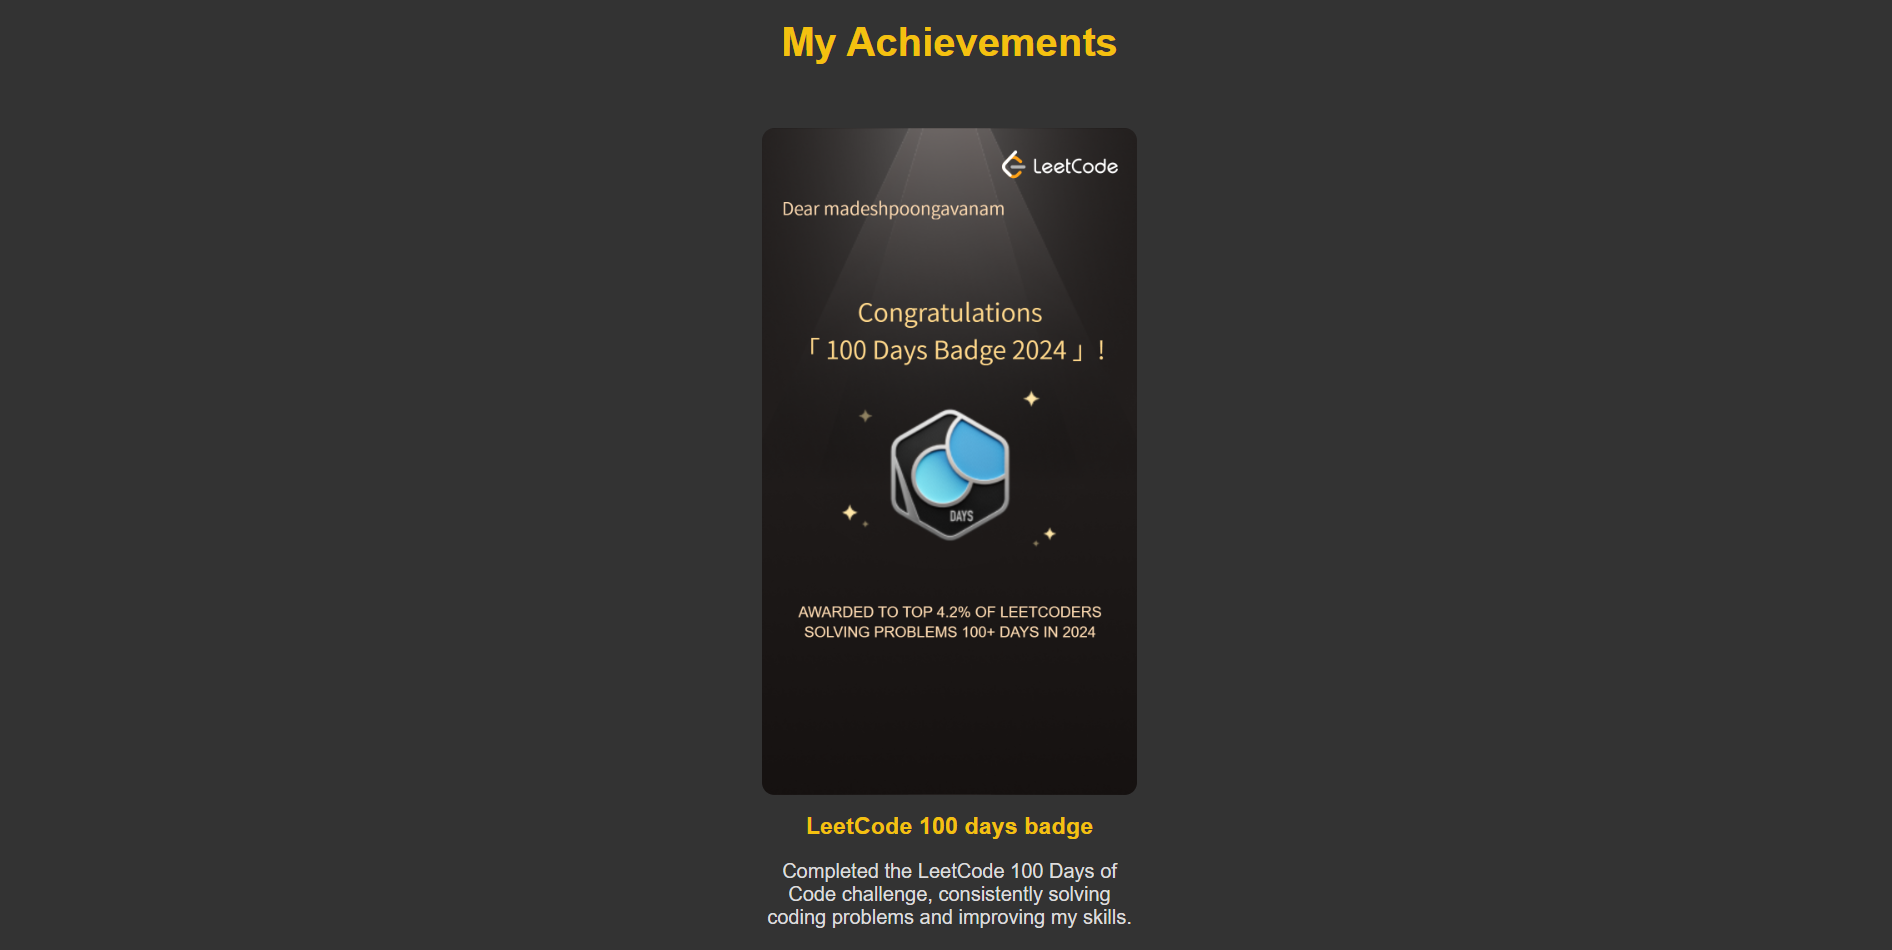 My Achievements
LeetCode
Dear madeshpoongavanam
Congratulations
「 100 Days Badge 2024 」!
DAYS
AWARDED TO TOP 4.2% OF LEETCODERS
SOLVING PROBLEMS 100+ DAYS IN 2024
LeetCode 100 days badge
Completed the LeetCode 100 Days of
Code challenge, consistently solving
coding problems and improving my skills.